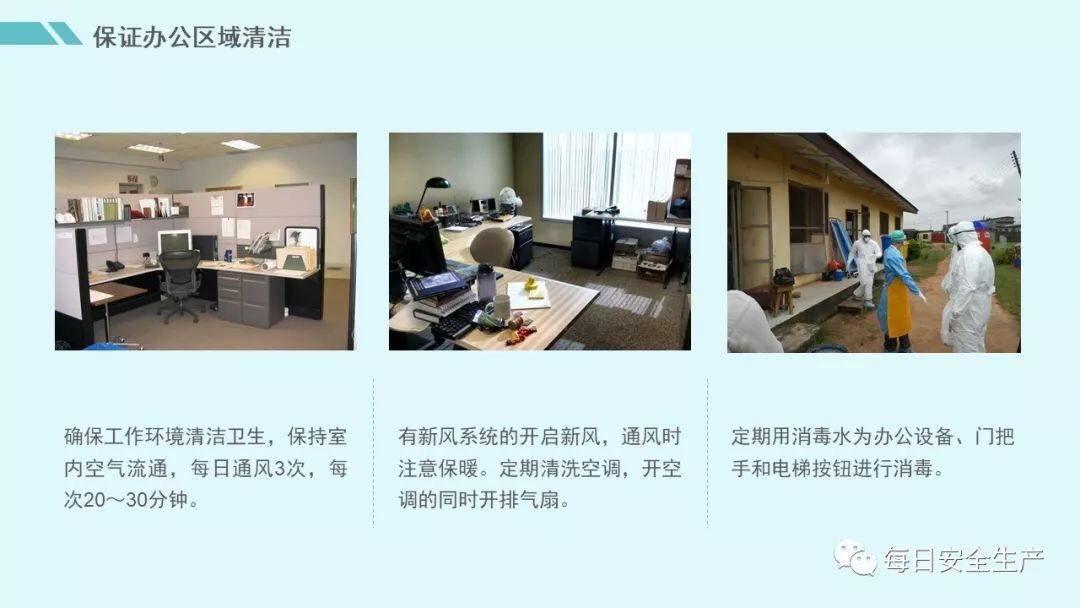 保证办公区域清洁
确保工作环境清洁卫生，保持室
内空气流通，每日通风3次，每
次20～30分钟。
有新风系统的开启新风，通风时
注意保暖。定期清洗空调，开空
调的同时开排气扇。
定期用消毒水为办公设备、门把
手和电梯按钮进行消毒。
每日安全生产